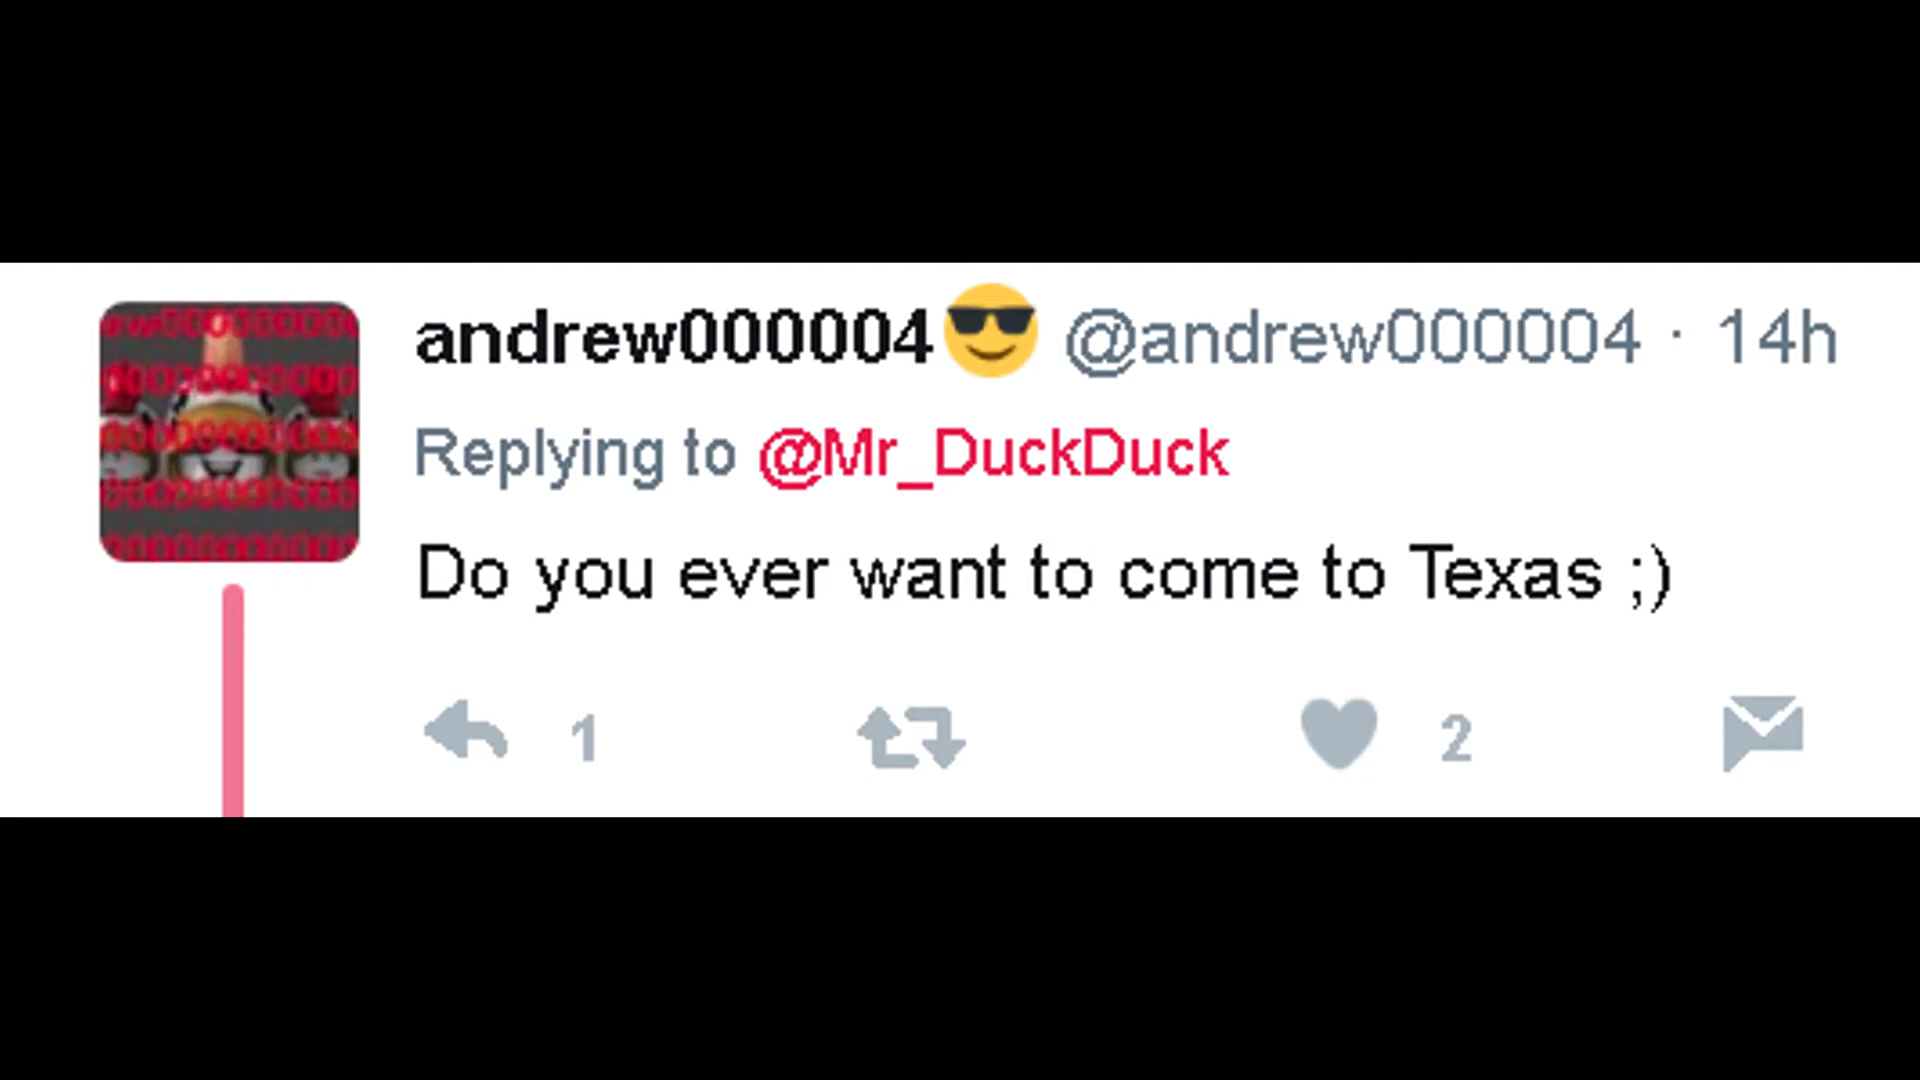 andrew000004😎 @andrew000004 · 14h
Replying to @Mr_DuckDuck
Do you ever want to come to Texas ;)
1 2